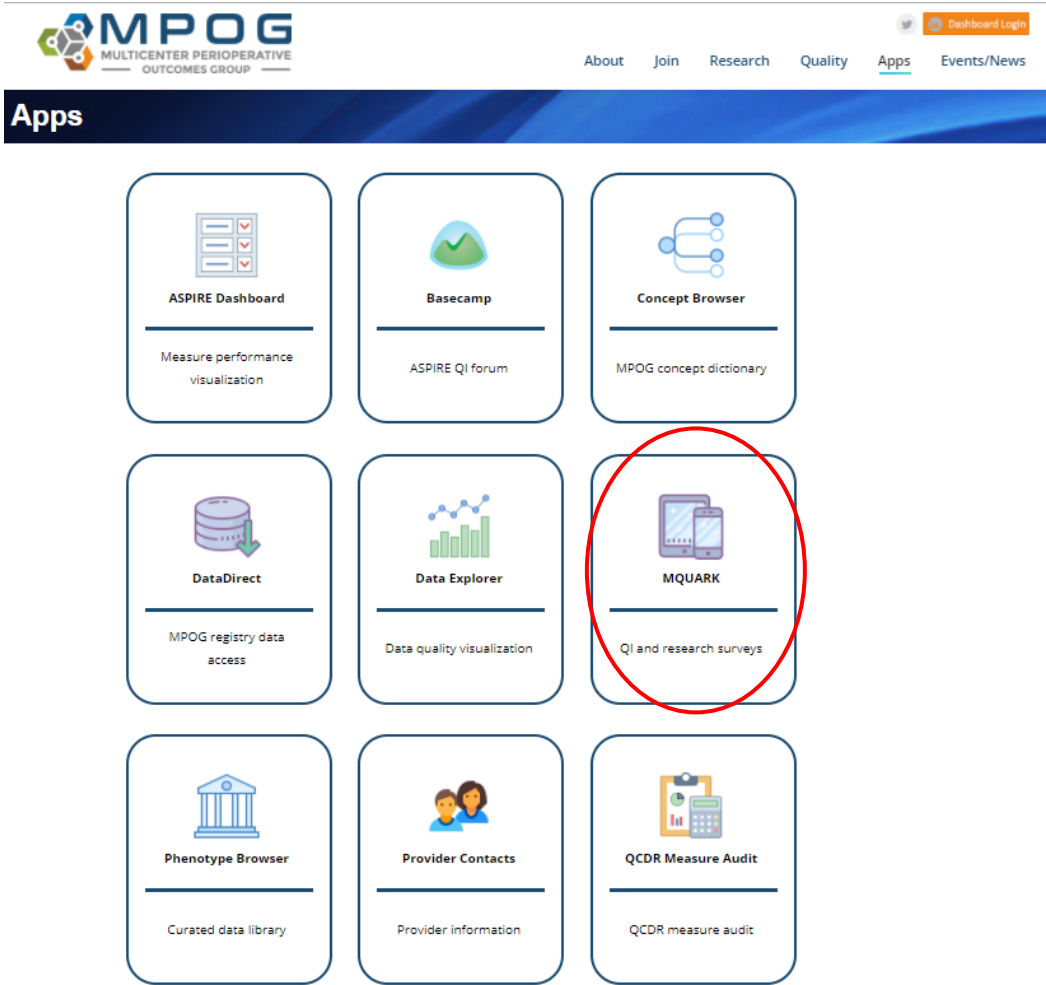 MPOG
MULTICENTER PERIOPERATIVE
OUTCOMES GROUP
Dashboard Login
About Join Research Quality Apps Events/News
Apps
ASPIRE Dashboard
Measure performance
visualization
Basecamp
ASPIRE QI forum
Concept Browser
MPOG concept dictionary
DataDirect
MPOG registry data
access
Data Explorer
Data quality visualization
MQUARK
QI and research surveys
Phenotype Browser
Curated data library
Provider Contacts
Provider information
QCDR Measure Audit
QCDR measure audit